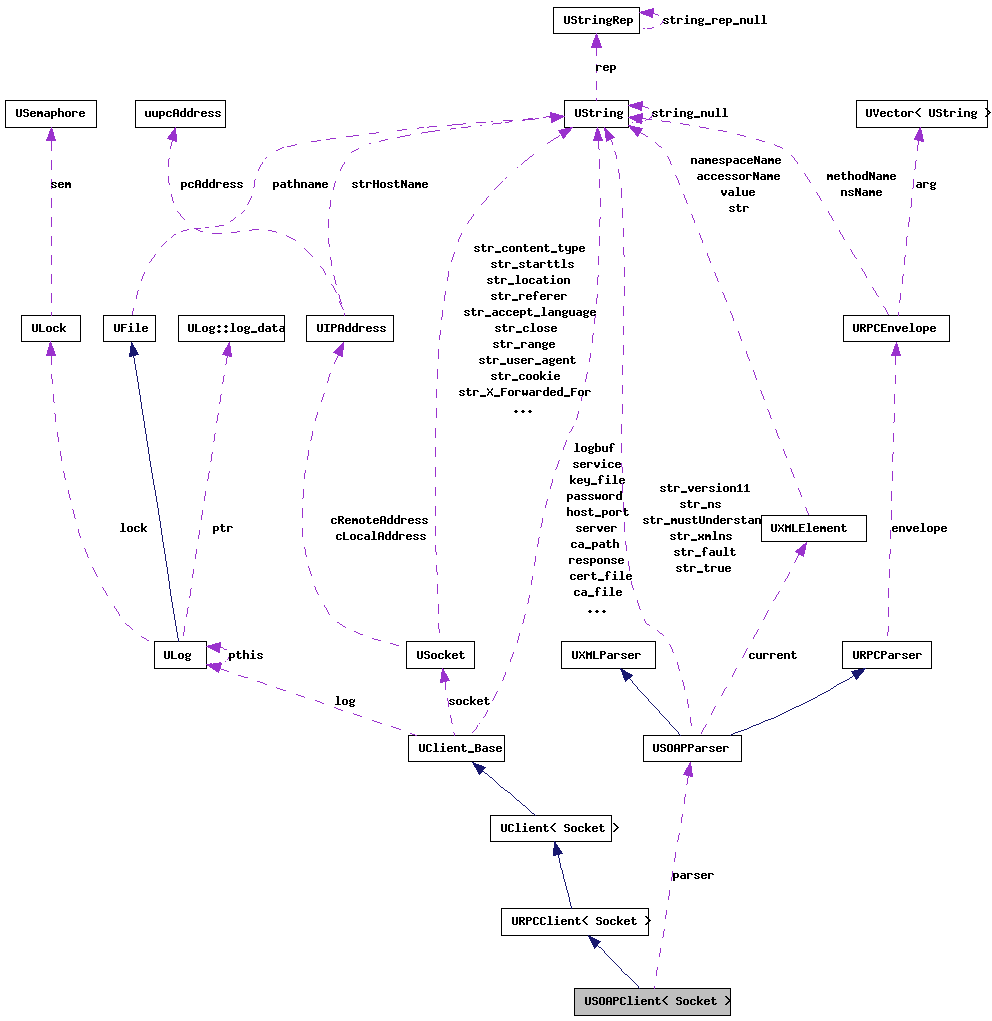 UStringRep
string_rep_null
rep
USemaphore
uupcAddress
UString
string_null
UVector< UString >
sem
pcAddress
pathname
strHostName
namespaceName
accessorName
value
str
methodName
nsName
arg
str_content_type
str_starttls
str_location
str_referer
str_accept_language
str_close
str_range
str_user_agent
str_cookie
str_X_Forwarded_For
...
ULock
UFile
ULog::log_data
UIPAddress
URPCEnvelope
logbuf
service
key_file
password
host_port
server
ca_path
response
cert_file
ca_file
...
str_version11
str_ns
str_mustUnderstan
str_xmlns
str_fault
str_true
lock
ptr
cRemoteAddress
cLocalAddress
UXMLElement
envelope
ULog
pthis
USocket
UXMLParser
current
URPCParser
log
socket
UClient_Base
USOAPParser
UClient< Socket >
parser
URPCClient< Socket >
USOAPClient< Socket >